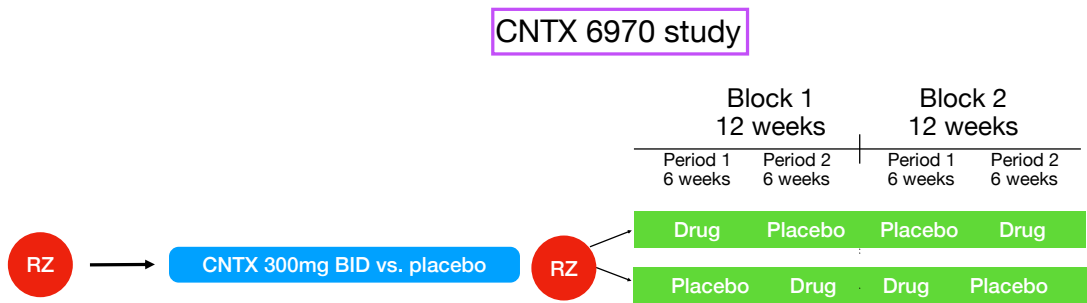 CNTX 6970 study
Block 1 Block 2
12 weeks 12 weeks
Period 1 Period 2 Period 1 Period 2
6 weeks 6 weeks 6 weeks 6 weeks
Drug Placebo Placebo Drug
RZ CNTX 300mg BID vs. placebo RZ
Placebo Drug Drug Placebo